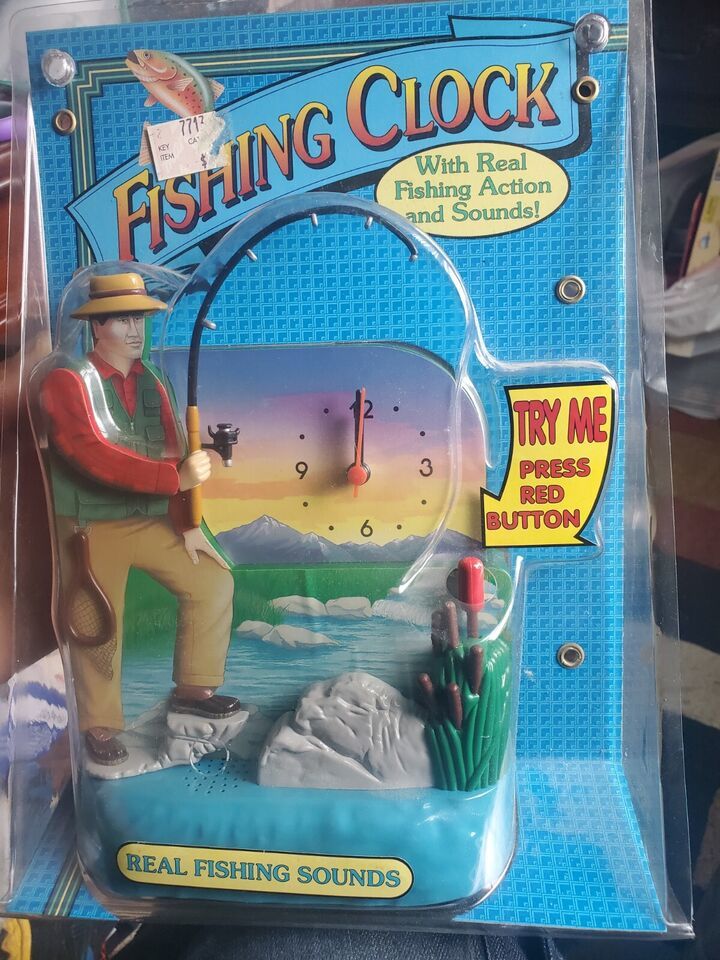 FISHING CLOCK
7717
KEY
ITEM
With Real
Fishing Action
and Sounds!
12
9
3
6
TRY ME
PRESS
RED
BUTTON
REAL FISHING SOUNDS